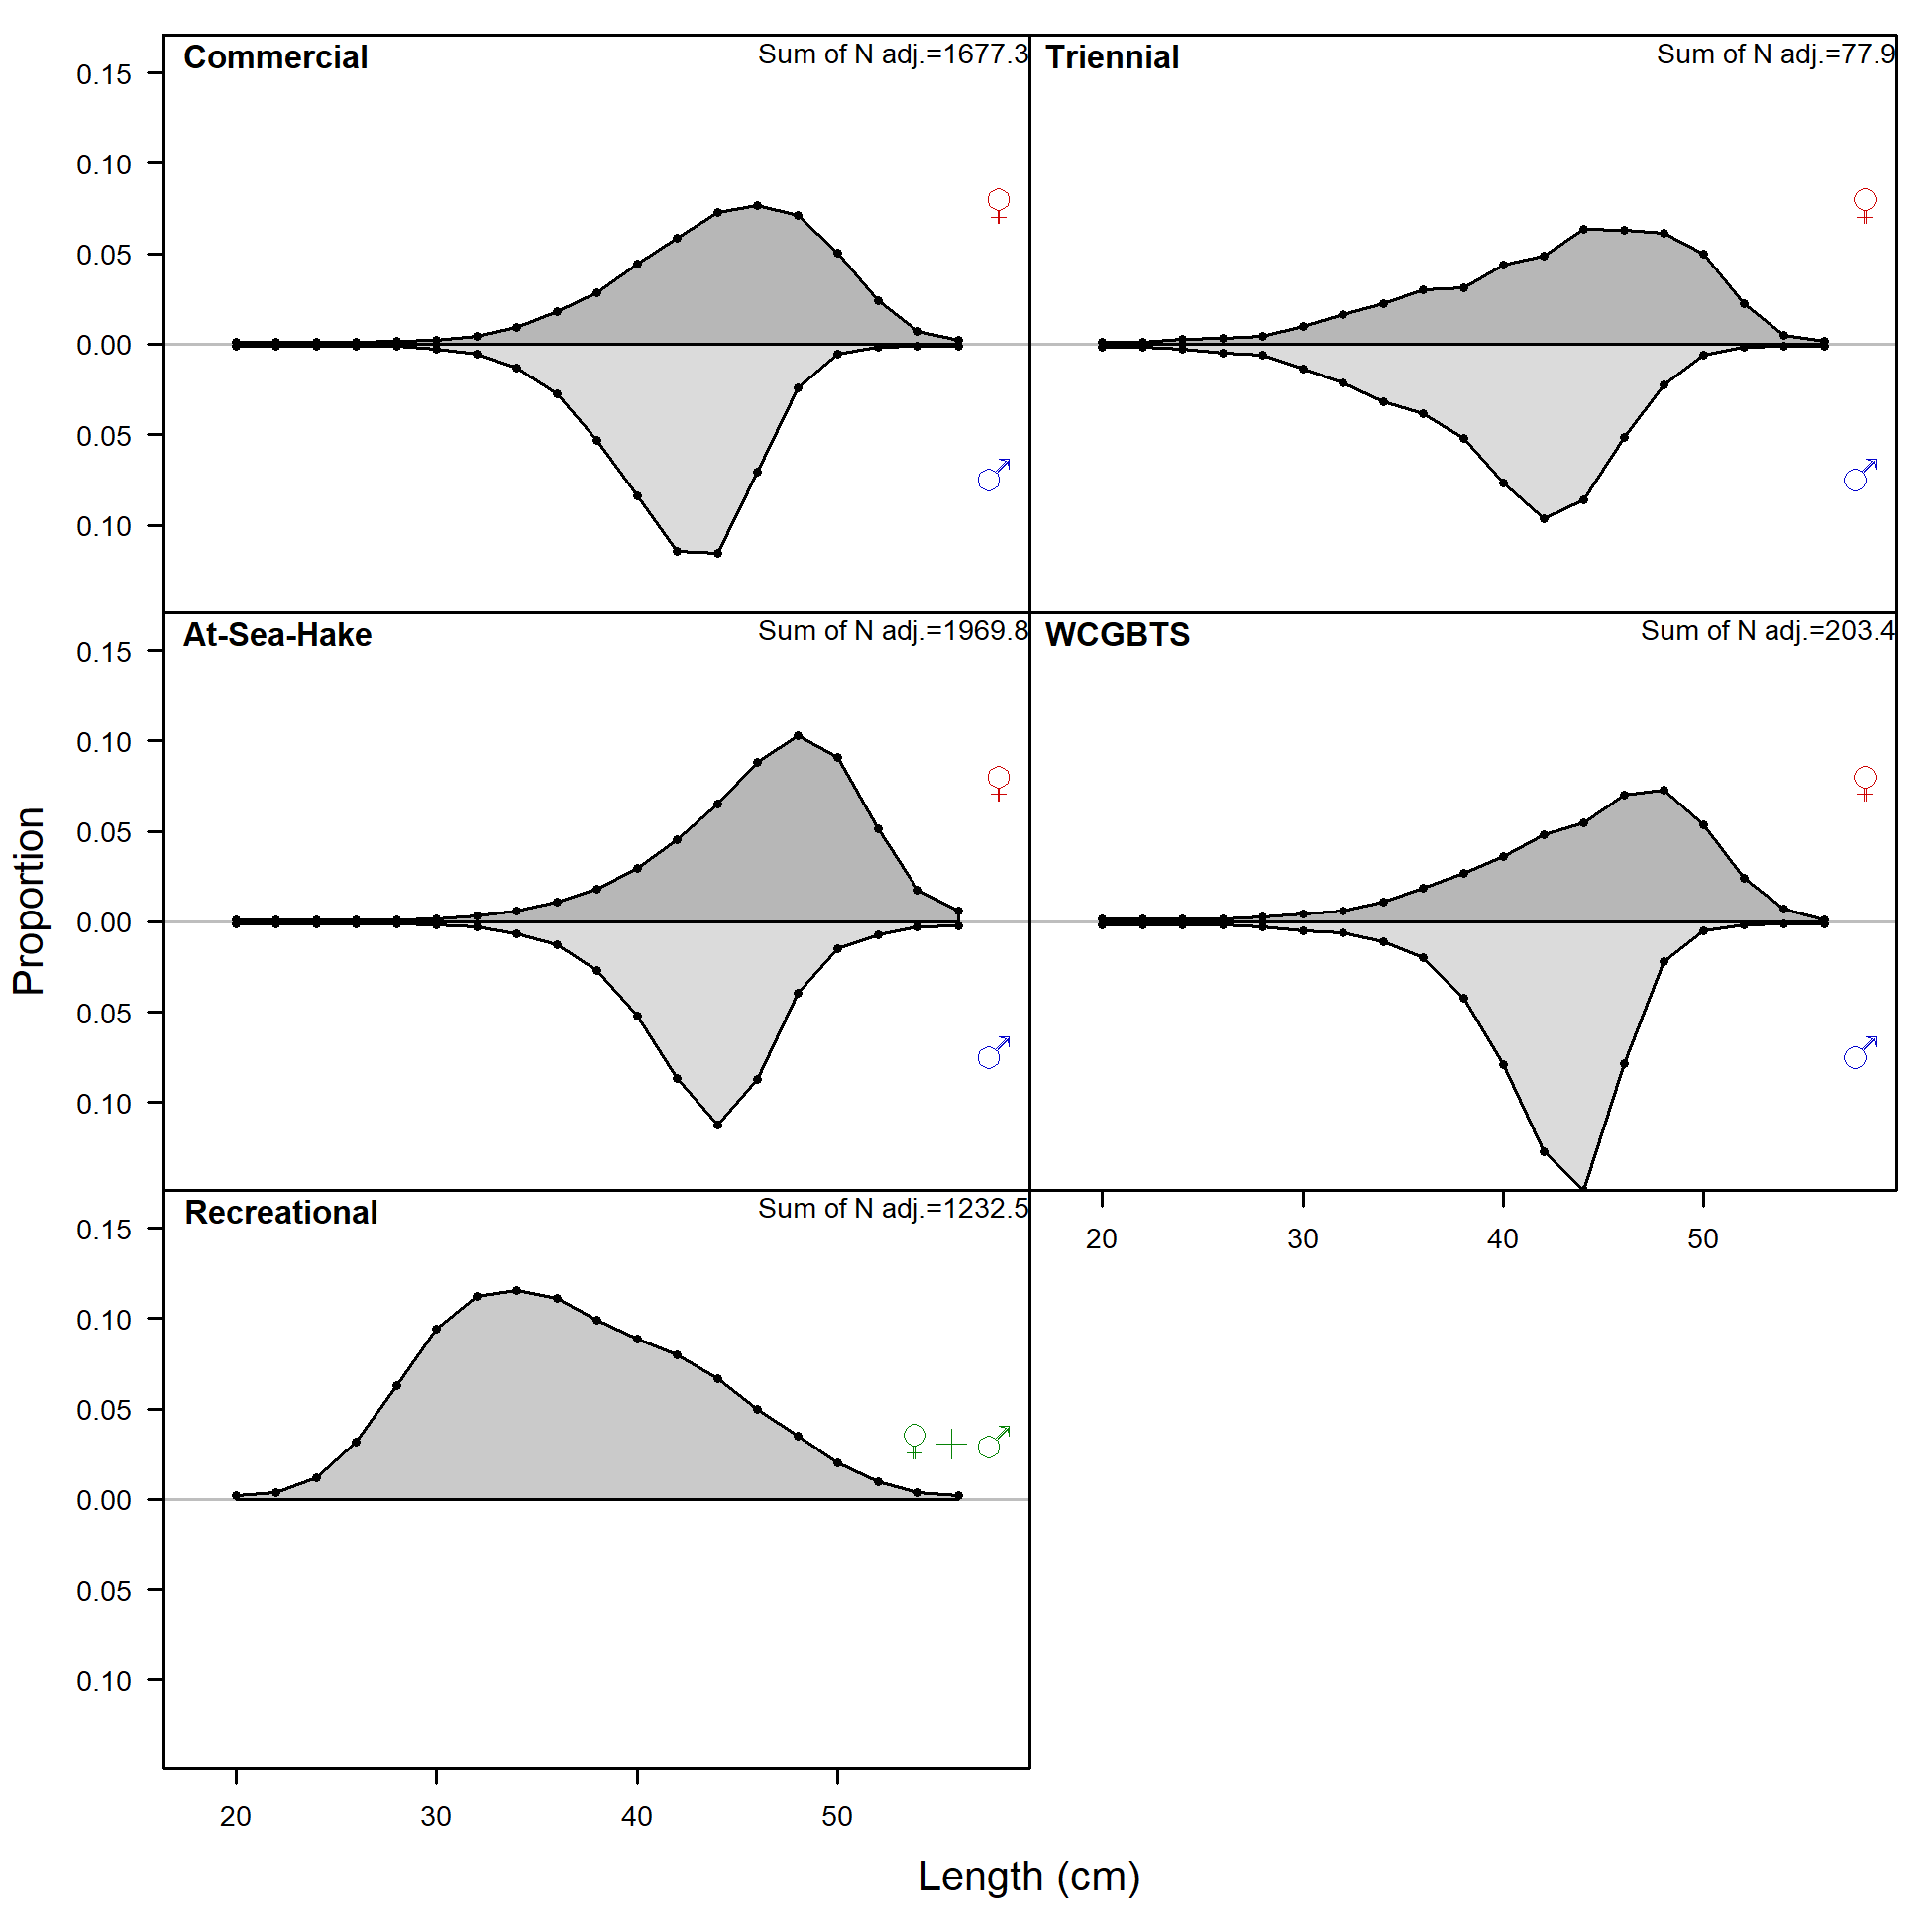 Commercial
Sum of N adj.=1677.3
0.15
0.10
0.05
0.00
0.05
0.10
♀
♂
Triennial
Sum of N adj.=77.9
♀
♂
At-Sea-Hake
Sum of N adj.=1969.8
0.15
0.10
0.05
0.00
0.05
0.10
♀
♂
WCGBTS
Sum of N adj.=203.4
♀
♂
20 30 40 50
Recreational
Sum of N adj.=1232.5
0.15
0.10
0.05
0.00
0.05
0.10
♀+♂
20 30 40 50
Proportion
Length (cm)